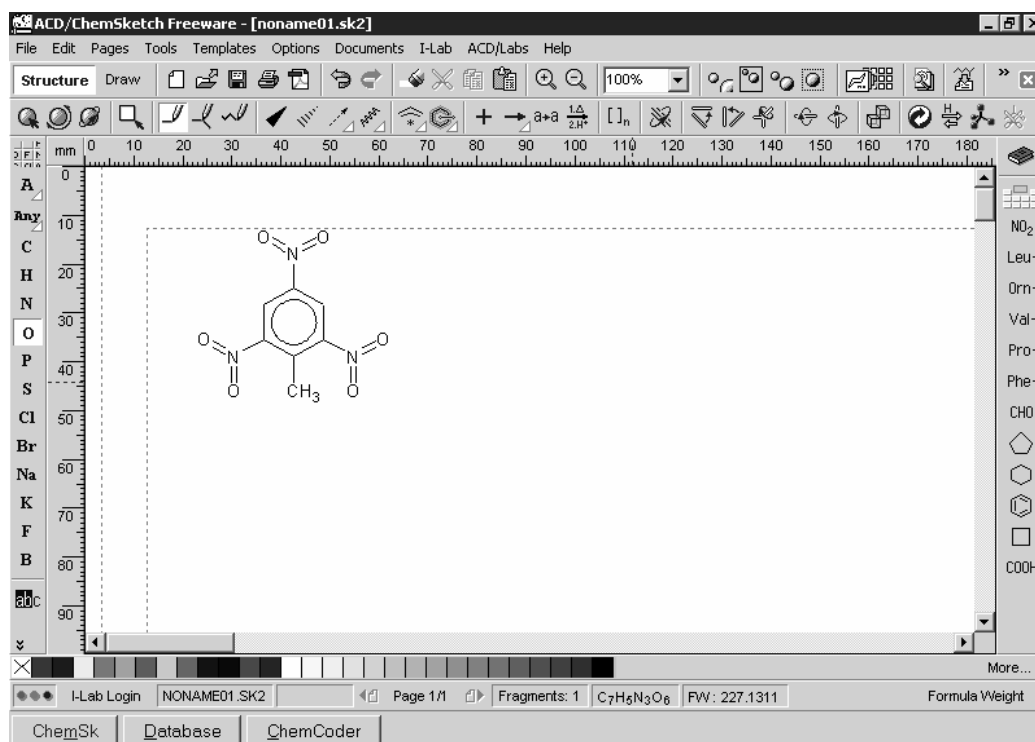 ACD/ChemSketch Freeware - [noname01.sk2]
File Edit Pages Tools Templates Options Documents I-Lab ACD/Labs Help
Structure Draw 100% »
a→a 1Δ 2.H+ [ ]n H
mm 0 10 20 30 40 50 60 70 80 90 100 110 120 130 140 150 160 170 180
0
A
Any
10
NO2
C
O O
Leu-
H
N
20
Orn-
N
30
Val-
O
O O
Pro-
P
N N
40
Phe-
S
O CH3 O
Cl
50
CHO
Br
Na
60
K
70
F
B
80
COOH
abc
90
More...
I-Lab Login NONAME01.SK2 Page 1/1 Fragments: 1 C7H5N3O6 FW: 227.1311 Formula Weight
ChemSk Database ChemCoder